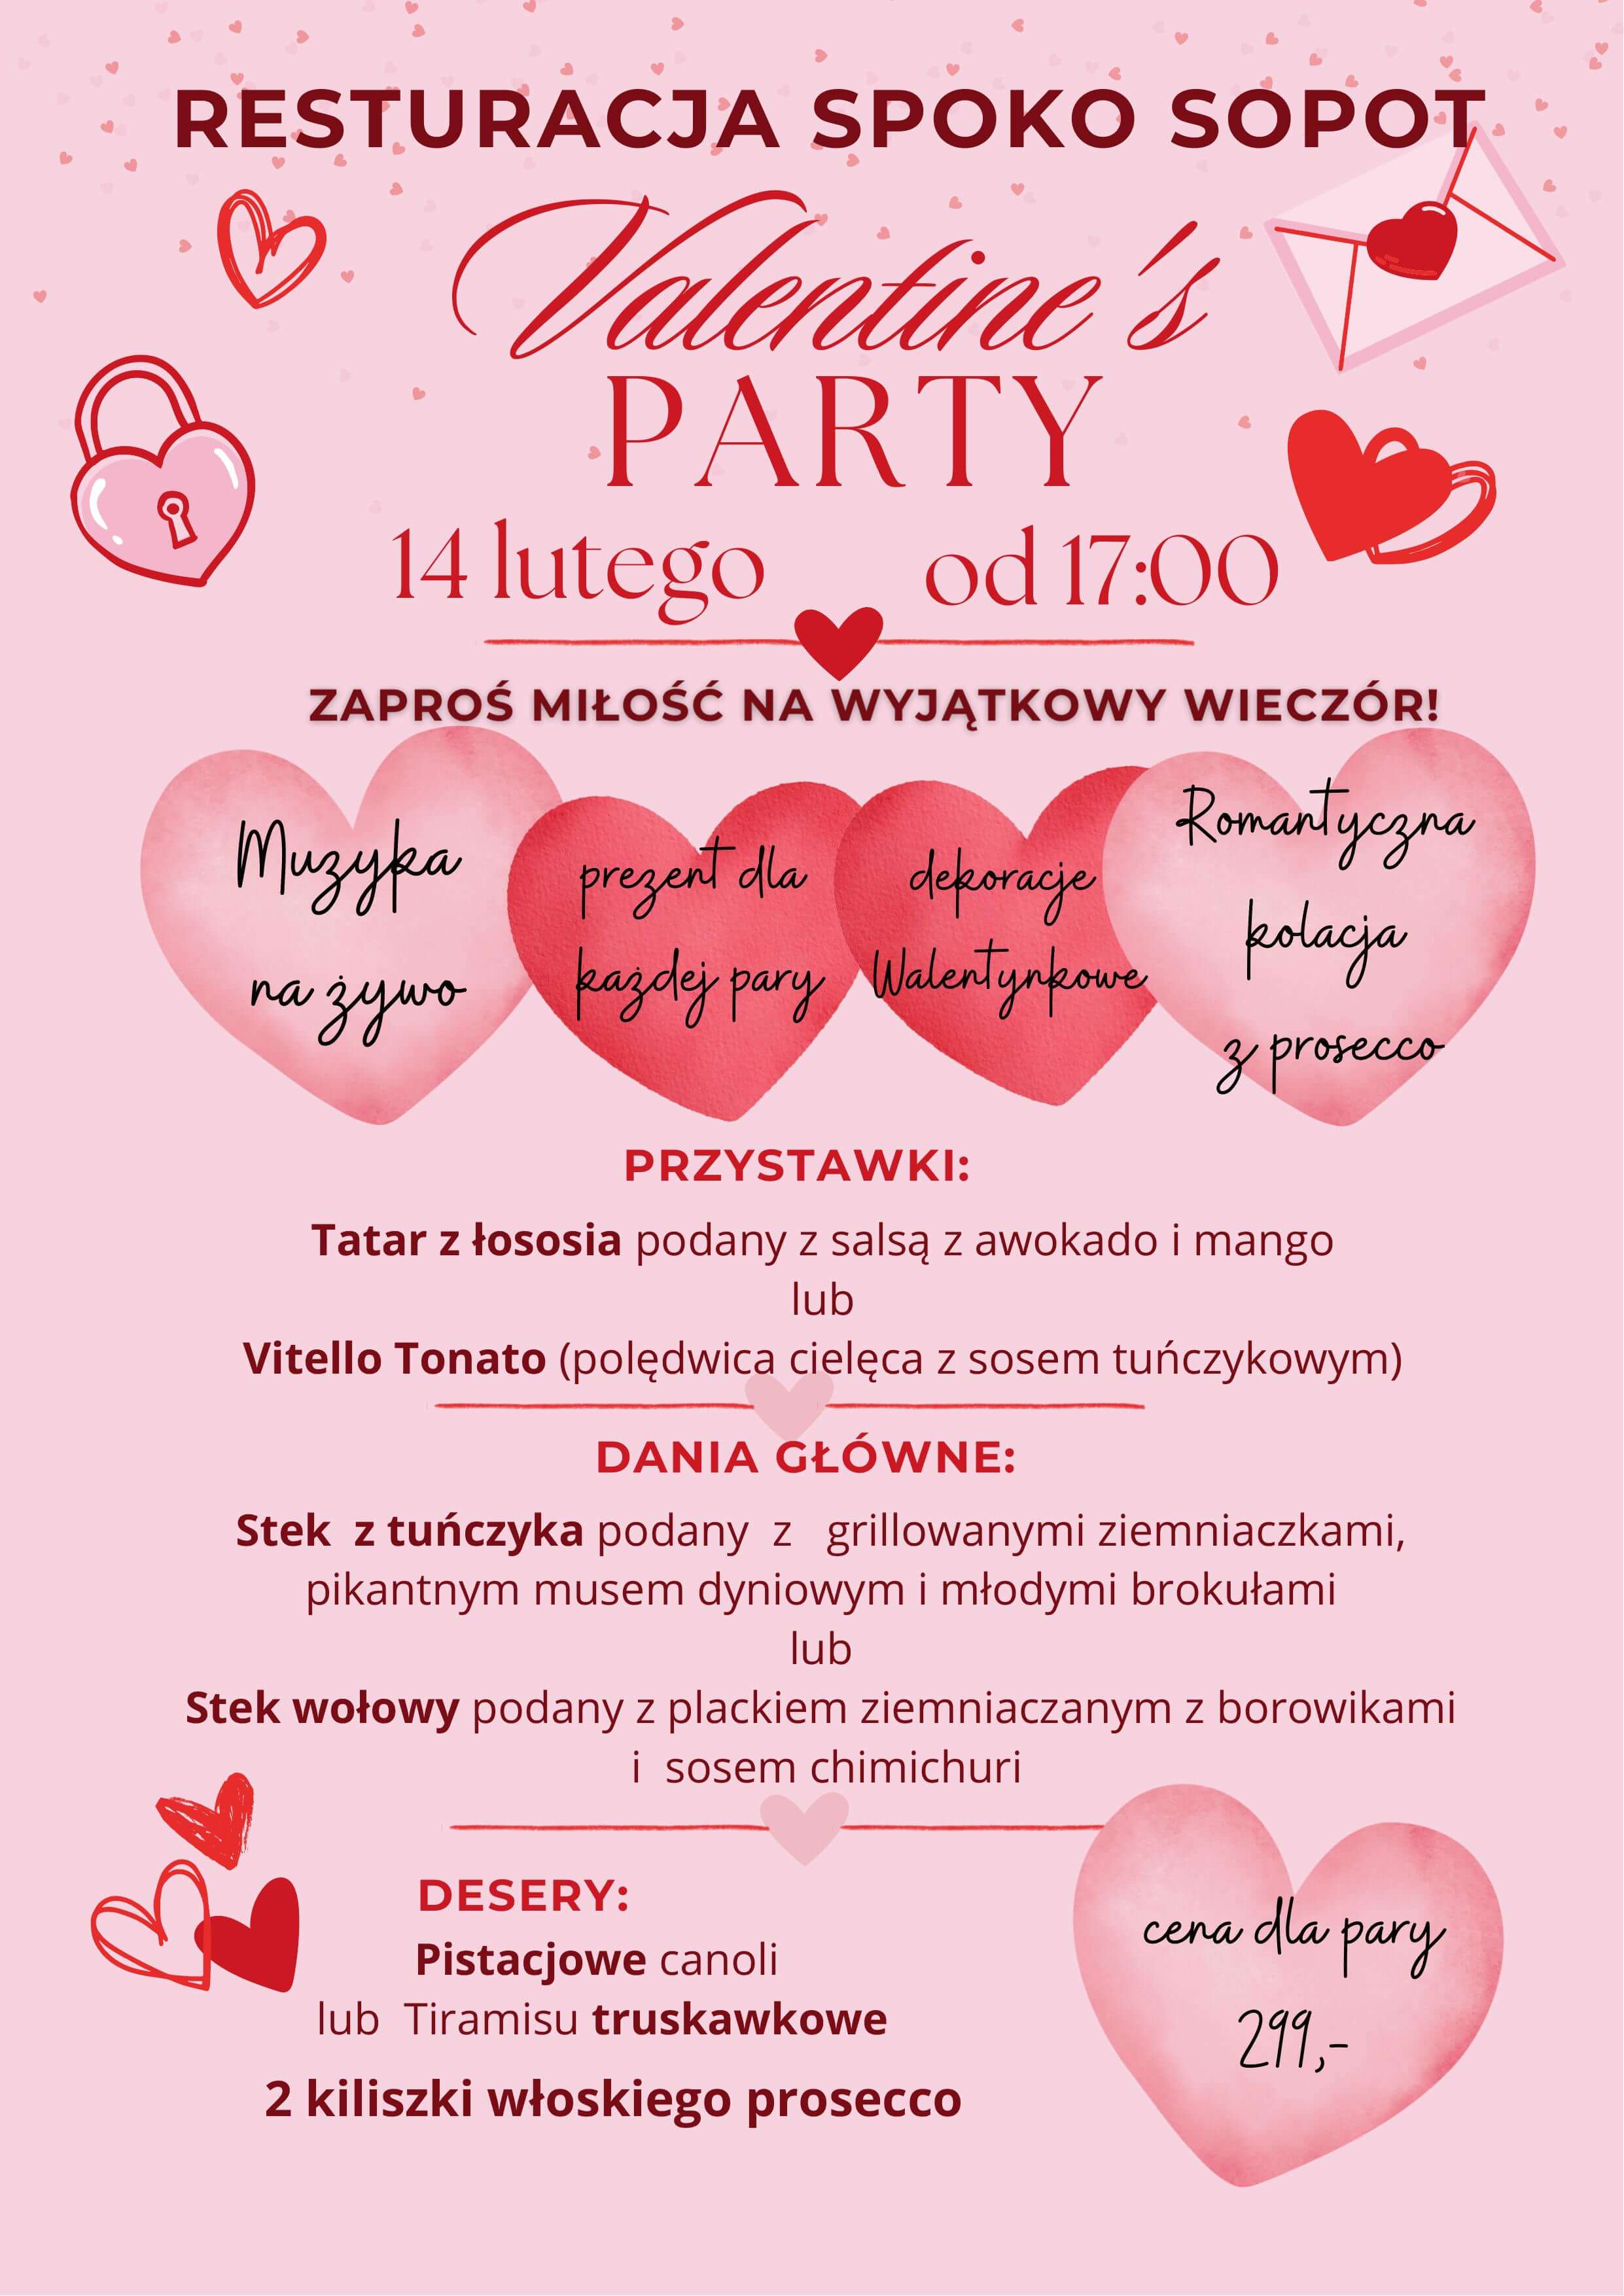 RESTURACJA SPOKO SOPOT
Valentine's
PARTY
14 lutego od 17:00
ZAPROŚ MIŁOŚĆ NA WYJĄTKOWY WIECZÓR!
Muzyka
na żywo
prezent dla
każdej pary
dekoracje
Walentynkowe
Romantyczna
kolacja
z prosecco
PRZYSTAWKI:
Tatar z łososia podany z salsą z awokado i mango
lub
Vitello Tonato (polędwica cielęca z sosem tuńczykowym)
DANIA GŁÓWNE:
Stek z tuńczyka podany z grillowanymi ziemniaczkami,
pikantnym musem dyniowym i młodymi brokułami
lub
Stek wołowy podany z plackiem ziemniaczanym z borowikami
i sosem chimichuri
DESERY:
Pistacjowe canoli
lub Tiramisu truskawkowe
2 kiliszki włoskiego prosecco
cena dla pary
299,-